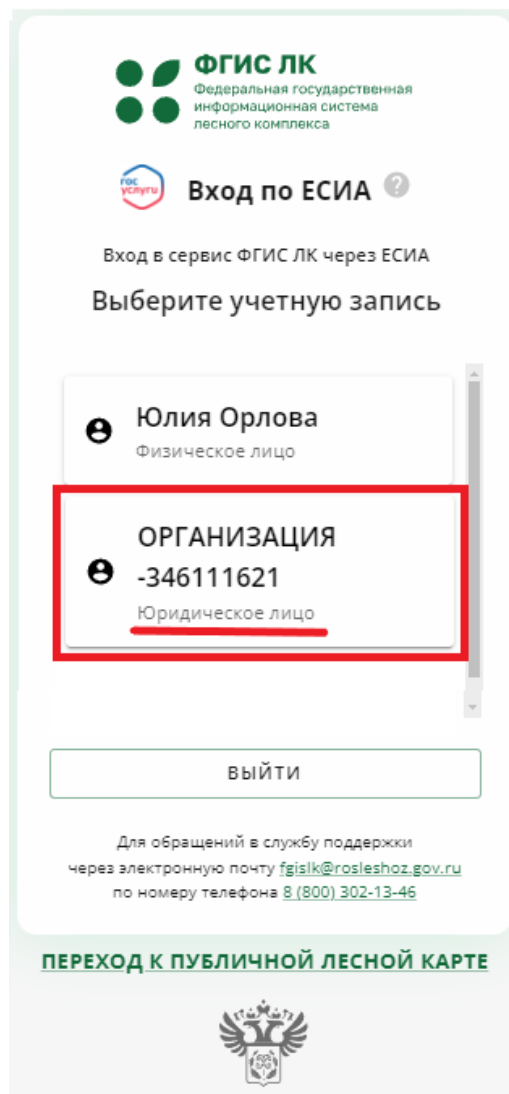 ФГИС ЛК
Федеральная государственная
информационная система
лесного комплекса
гос
услуги
Вход по ЕСИА ?
Вход в сервис ФГИС ЛК через ЕСИА
Выберите учетную запись
Юлия Орлова
Физическое лицо
ОРГАНИЗАЦИЯ
-346111621
Юридическое лицо
ВЫЙТИ
Для обращений в службу поддержки
через электронную почту fgislk@rosleshoz.gov.ru
по номеру телефона 8 (800) 302-13-46
ПЕРЕХОД К ПУБЛИЧНОЙ ЛЕСНОЙ КАРТЕ